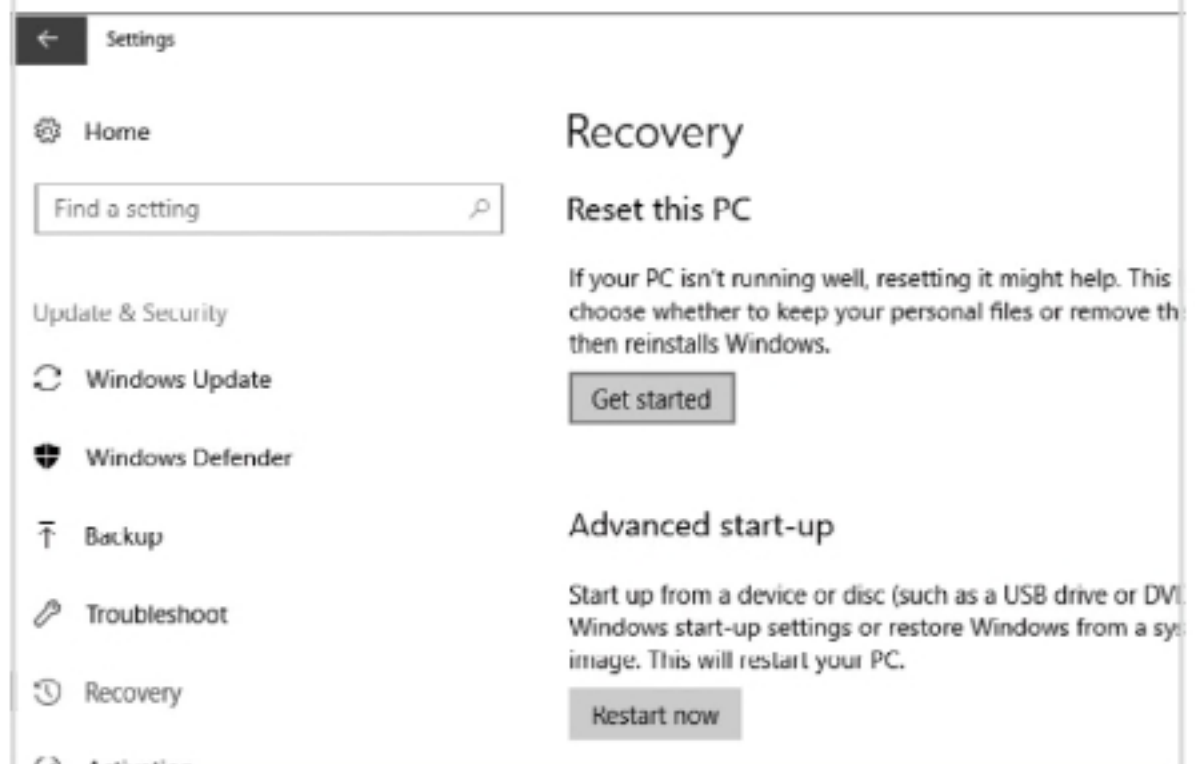 Settings
Home
Find a setting
Update & Security
Windows Update
Windows Defender
Backup
Troubleshoot
Recovery
Recovery
Reset this PC
If your PC isn't running well, resetting it might help. This
choose whether to keep your personal files or remove
then reinstalls Windows.
Get started
Advanced start-up
Start up from a device or disc (such as a USB drive or
Windows start-up settings or restore Windows from a
image. This will restart your PC.
Restart now